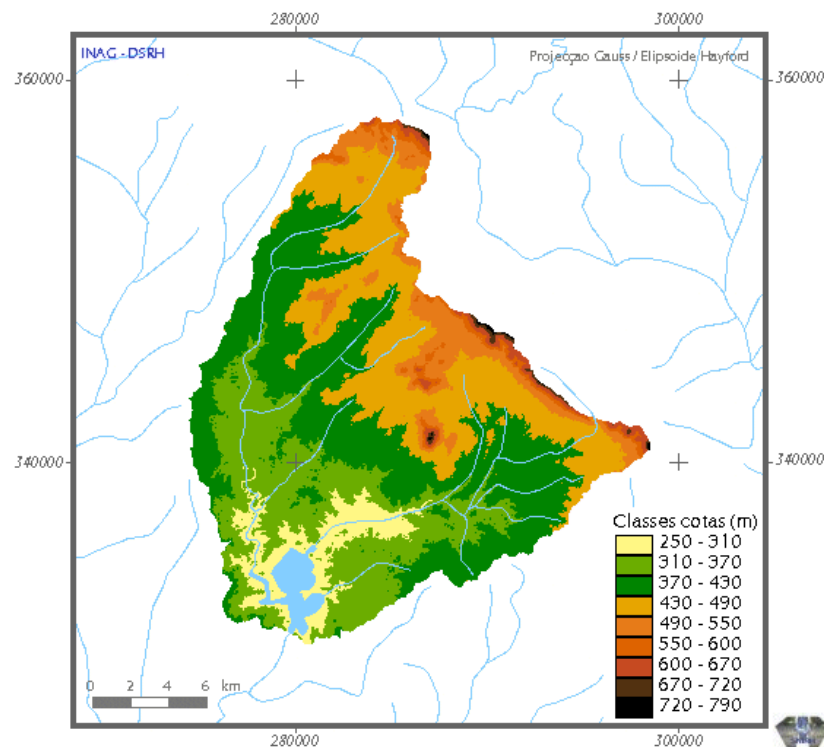 280000 300000
INAG - DSRH
Projecçao Gauss / Elipsoide Hayford
360000 360000
340000 340000
Classes cotas (m)
250 - 310
310 - 370
370 - 430
430 - 490
490 - 550
550 - 600
600 - 670
670 - 720
720 - 790
0 2 4 6 km
280000 300000